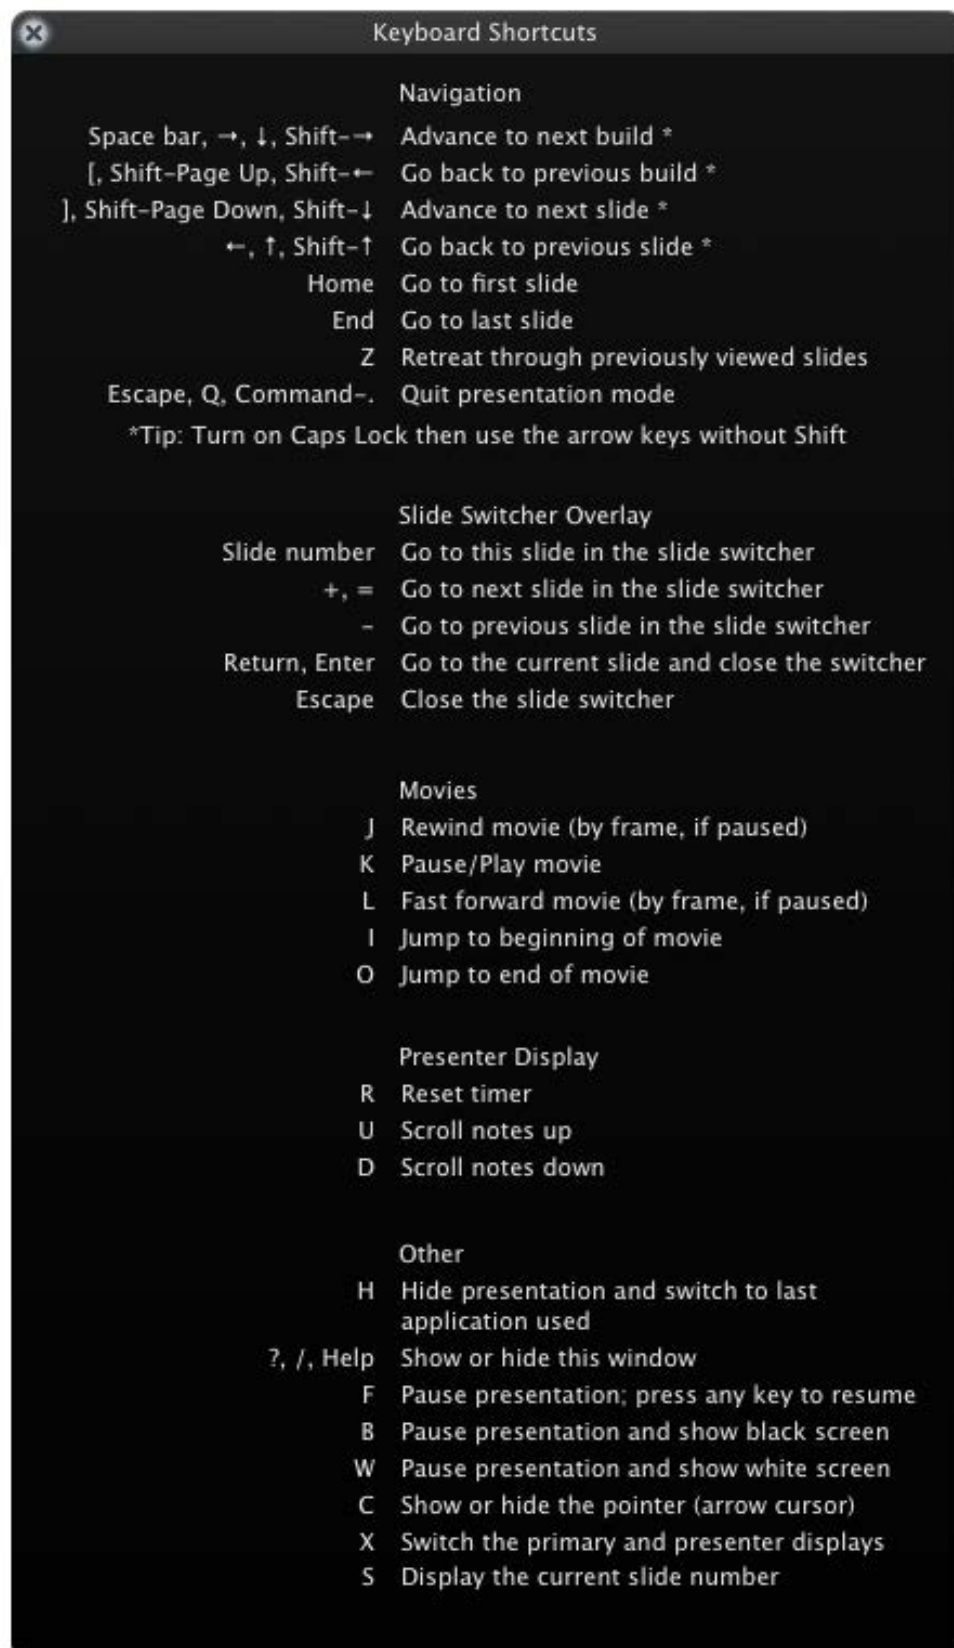 Keyboard Shortcuts
Navigation
Space bar, →, ↓, Shift-→ Advance to next build *
[, Shift-Page Up, Shift-← Go back to previous build *
], Shift-Page Down, Shift-↓ Advance to next slide *
←, ↑, Shift-↑ Go back to previous slide *
Home Go to first slide
End Go to last slide
Z Retreat through previously viewed slides
Escape, Q, Command-. Quit presentation mode
*Tip: Turn on Caps Lock then use the arrow keys without Shift
Slide Switcher Overlay
Slide number Go to this slide in the slide switcher
+, = Go to next slide in the slide switcher
- Go to previous slide in the slide switcher
Return, Enter Go to the current slide and close the switcher
Escape Close the slide switcher
Movies
J Rewind movie (by frame, if paused)
K Pause/Play movie
L Fast forward movie (by frame, if paused)
I Jump to beginning of movie
O Jump to end of movie
Presenter Display
R Reset timer
U Scroll notes up
D Scroll notes down
Other
H Hide presentation and switch to last
application used
?, /, Help Show or hide this window
F Pause presentation; press any key to resume
B Pause presentation and show black screen
W Pause presentation and show white screen
C Show or hide the pointer (arrow cursor)
X Switch the primary and presenter displays
S Display the current slide number